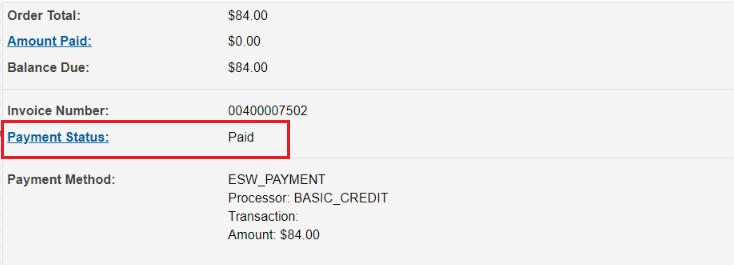 Order Total: $84.00
Amount Paid: $0.00
Balance Due: $84.00
Invoice Number: 00400007502
Payment Status: Paid
Payment Method: ESW_PAYMENT
Processor: BASIC_CREDIT
Transaction:
Amount: $84.00